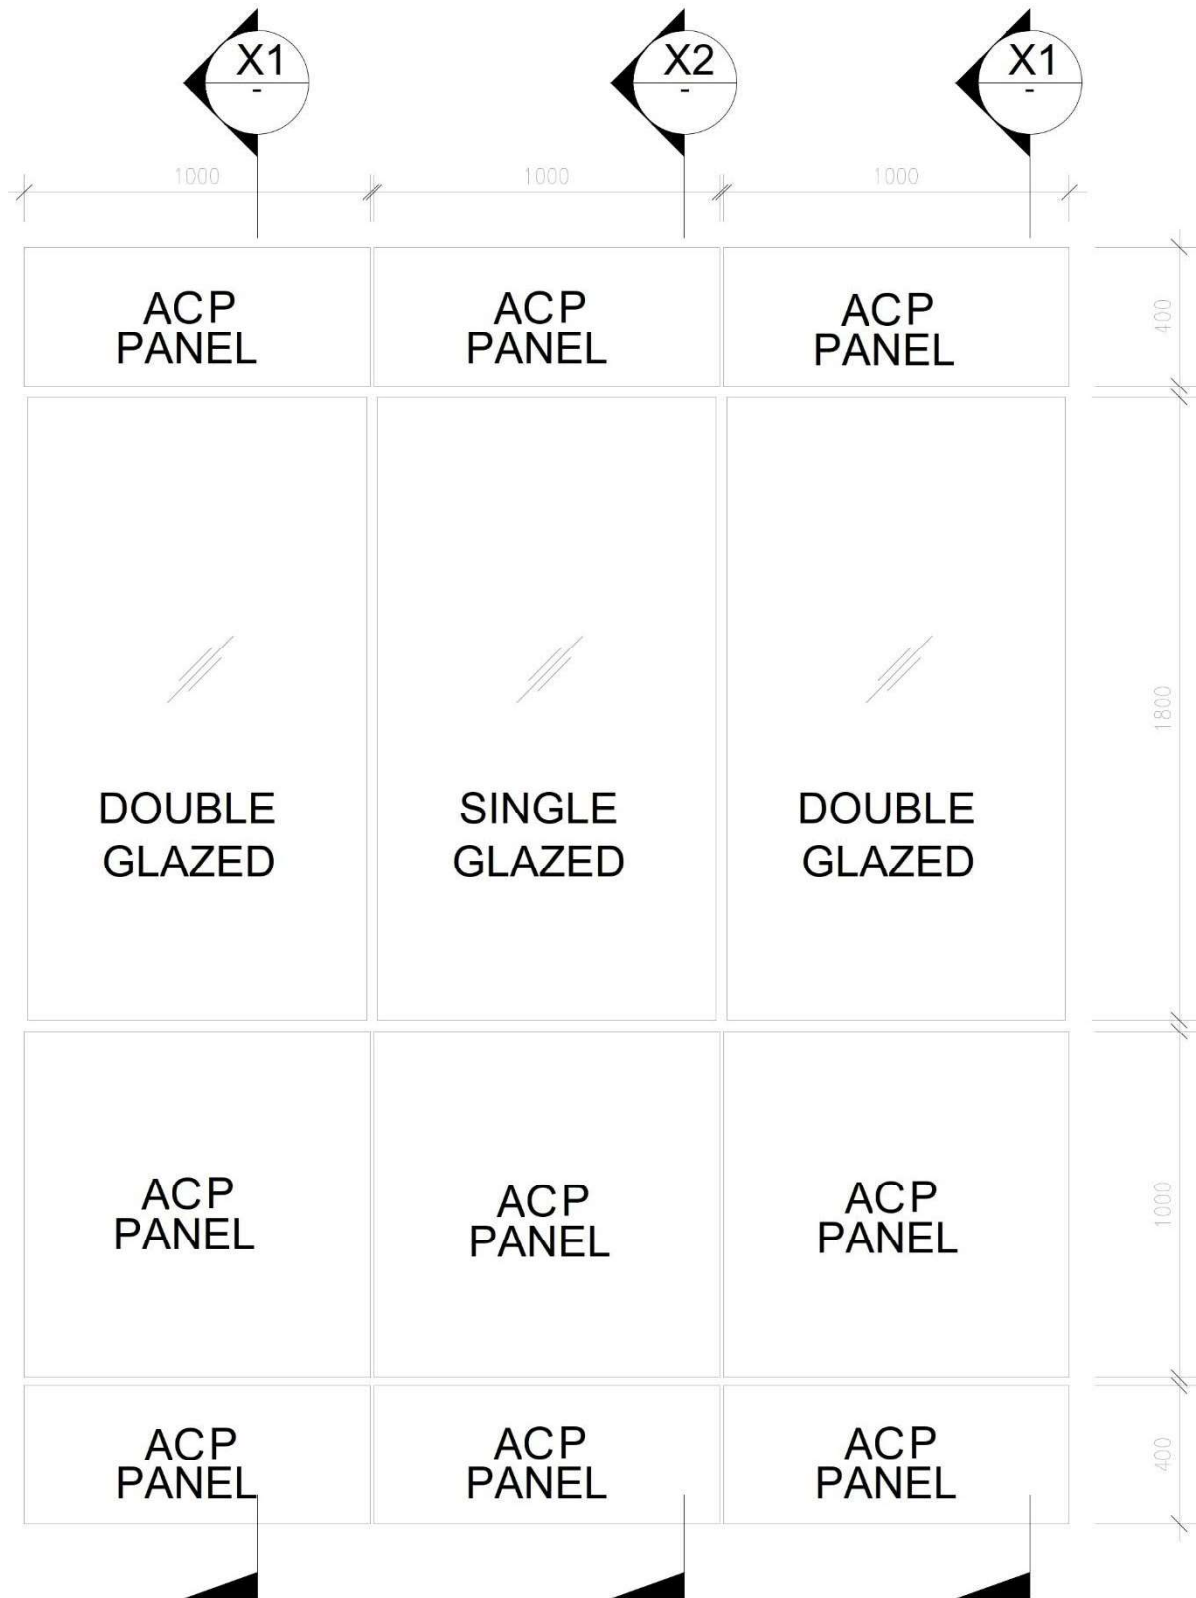 X1
-
X2
-
X1
-
1000
1000
1000
ACP
PANEL
ACP
PANEL
ACP
PANEL
400
DOUBLE
GLAZED
SINGLE
GLAZED
DOUBLE
GLAZED
1800
ACP
PANEL
ACP
PANEL
ACP
PANEL
1000
ACP
PANEL
ACP
PANEL
ACP
PANEL
400